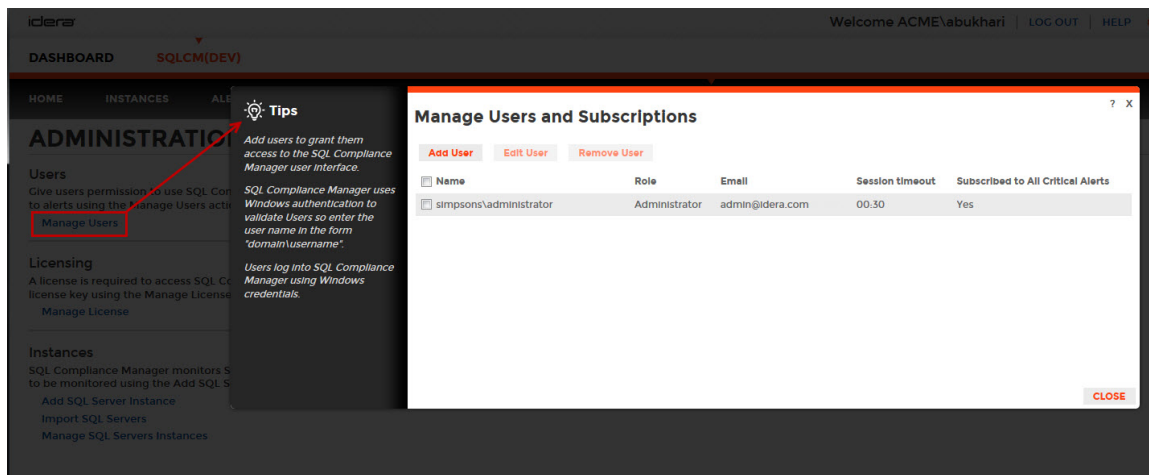 idera
Welcome ACME\abukhari | LOG OUT | HELP
DASHBOARD SQLCM(DEV)
HOME INSTANCES ALE
ADMINISTRATIO
Users
Give users permission to use SQL Con
to alerts using the Manage Users acti
Manage Users
Licensing
A license is required to access SQL Co
license key using the Manage License
Manage License
Instances
SQL Compliance Manager monitors S
to be monitored using the Add SQL S
Add SQL Server Instance
Import SQL Servers
Manage SQL Servers Instances
Tips
Add users to grant them
access to the SQL Compliance
Manager user interface.
SQL Compliance Manager uses
Windows authentication to
validate Users so enter the
user name in the form
"domain\username".
Users log into SQL Compliance
Manager using Windows
credentials.
? X
Manage Users and Subscriptions
Add User Edit User Remove User
Name Role Email Session timeout Subscribed to All Critical Alerts
simpsons\administrator Administrator admin@idera.com 00:30 Yes
CLOSE